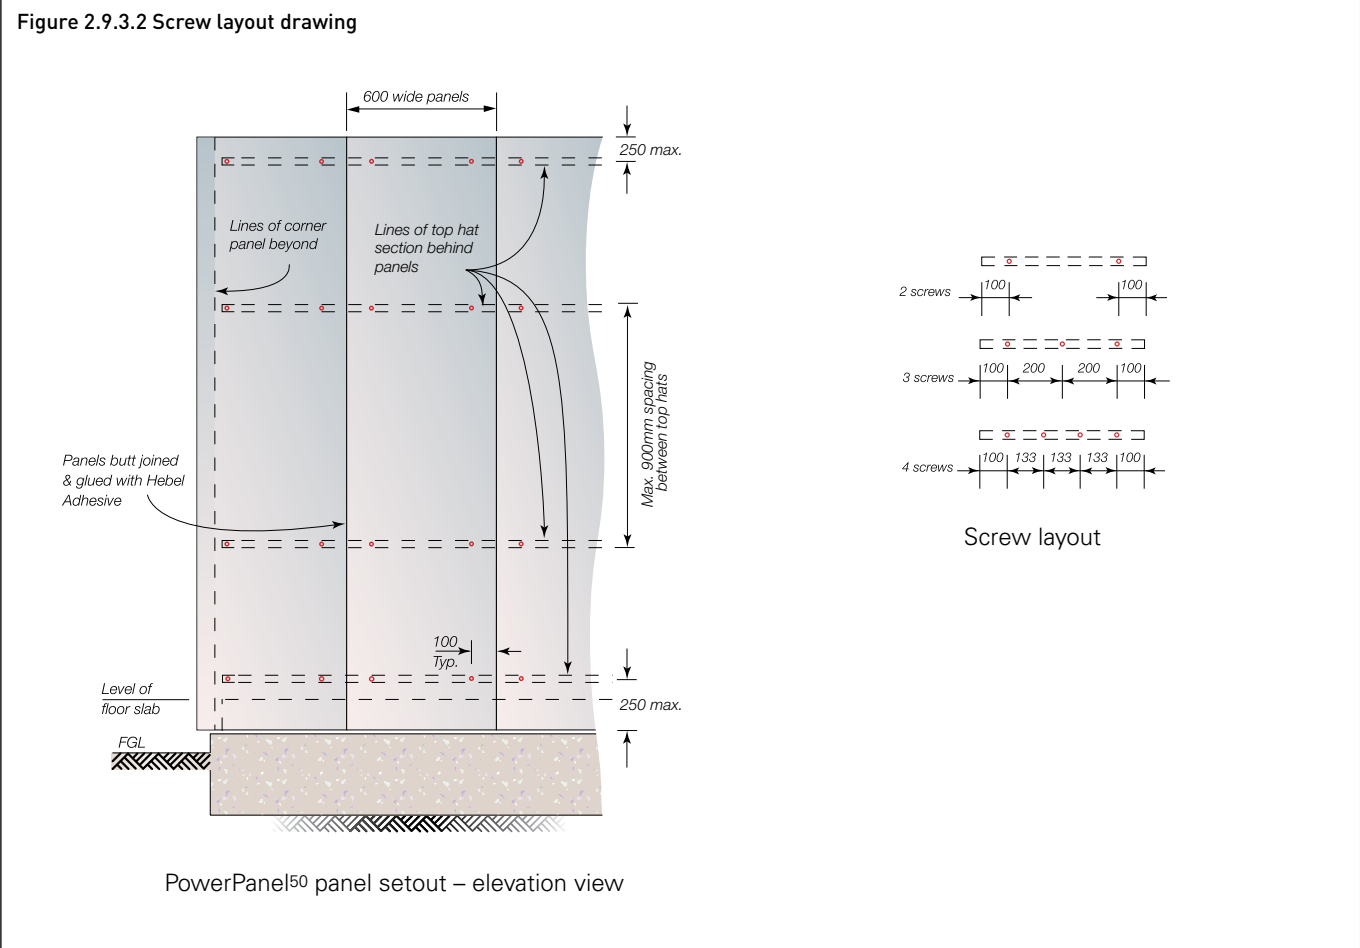 Figure 2.9.3.2 Screw layout drawing
600 wide panels
250 max.
Lines of corner
panel beyond
Lines of top hat
section behind
panels
Max. 900mm spacing
between top hats
Panels butt joined
& glued with Hebel
Adhesive
100
Typ.
Level of
floor slab
250 max.
FGL
PowerPanel50 panel setout – elevation view
100 100
2 screws
100 200 200 100
3 screws
100 133 133 133 100
4 screws
Screw layout